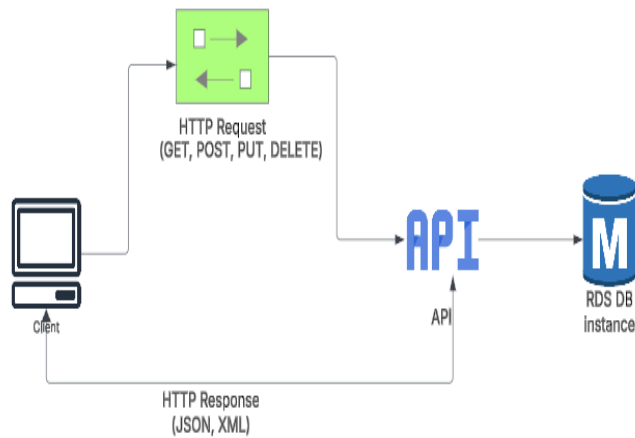 HTTP Request
(GET, POST, PUT, DELETE)
API
M
RDS DB
instance
API
Client
HTTP Response
(JSON, XML)